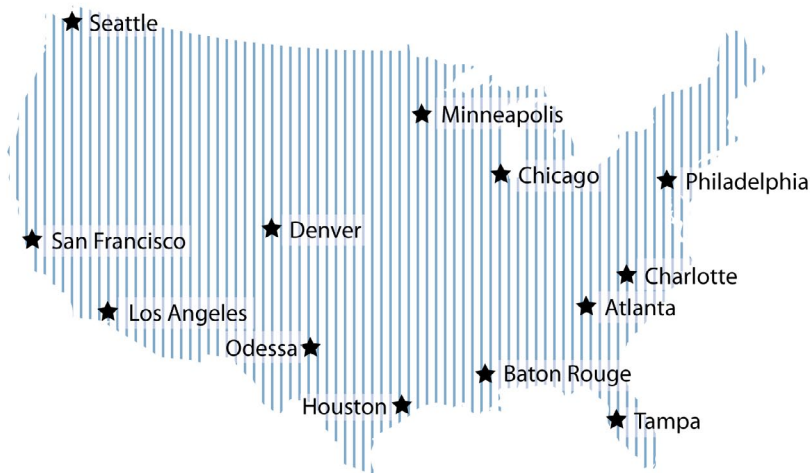 Seattle
Minneapolis
Chicago
Philadelphia
Denver
San Francisco
Charlotte
Atlanta
Los Angeles
Odessa
Baton Rouge
Houston
Tampa